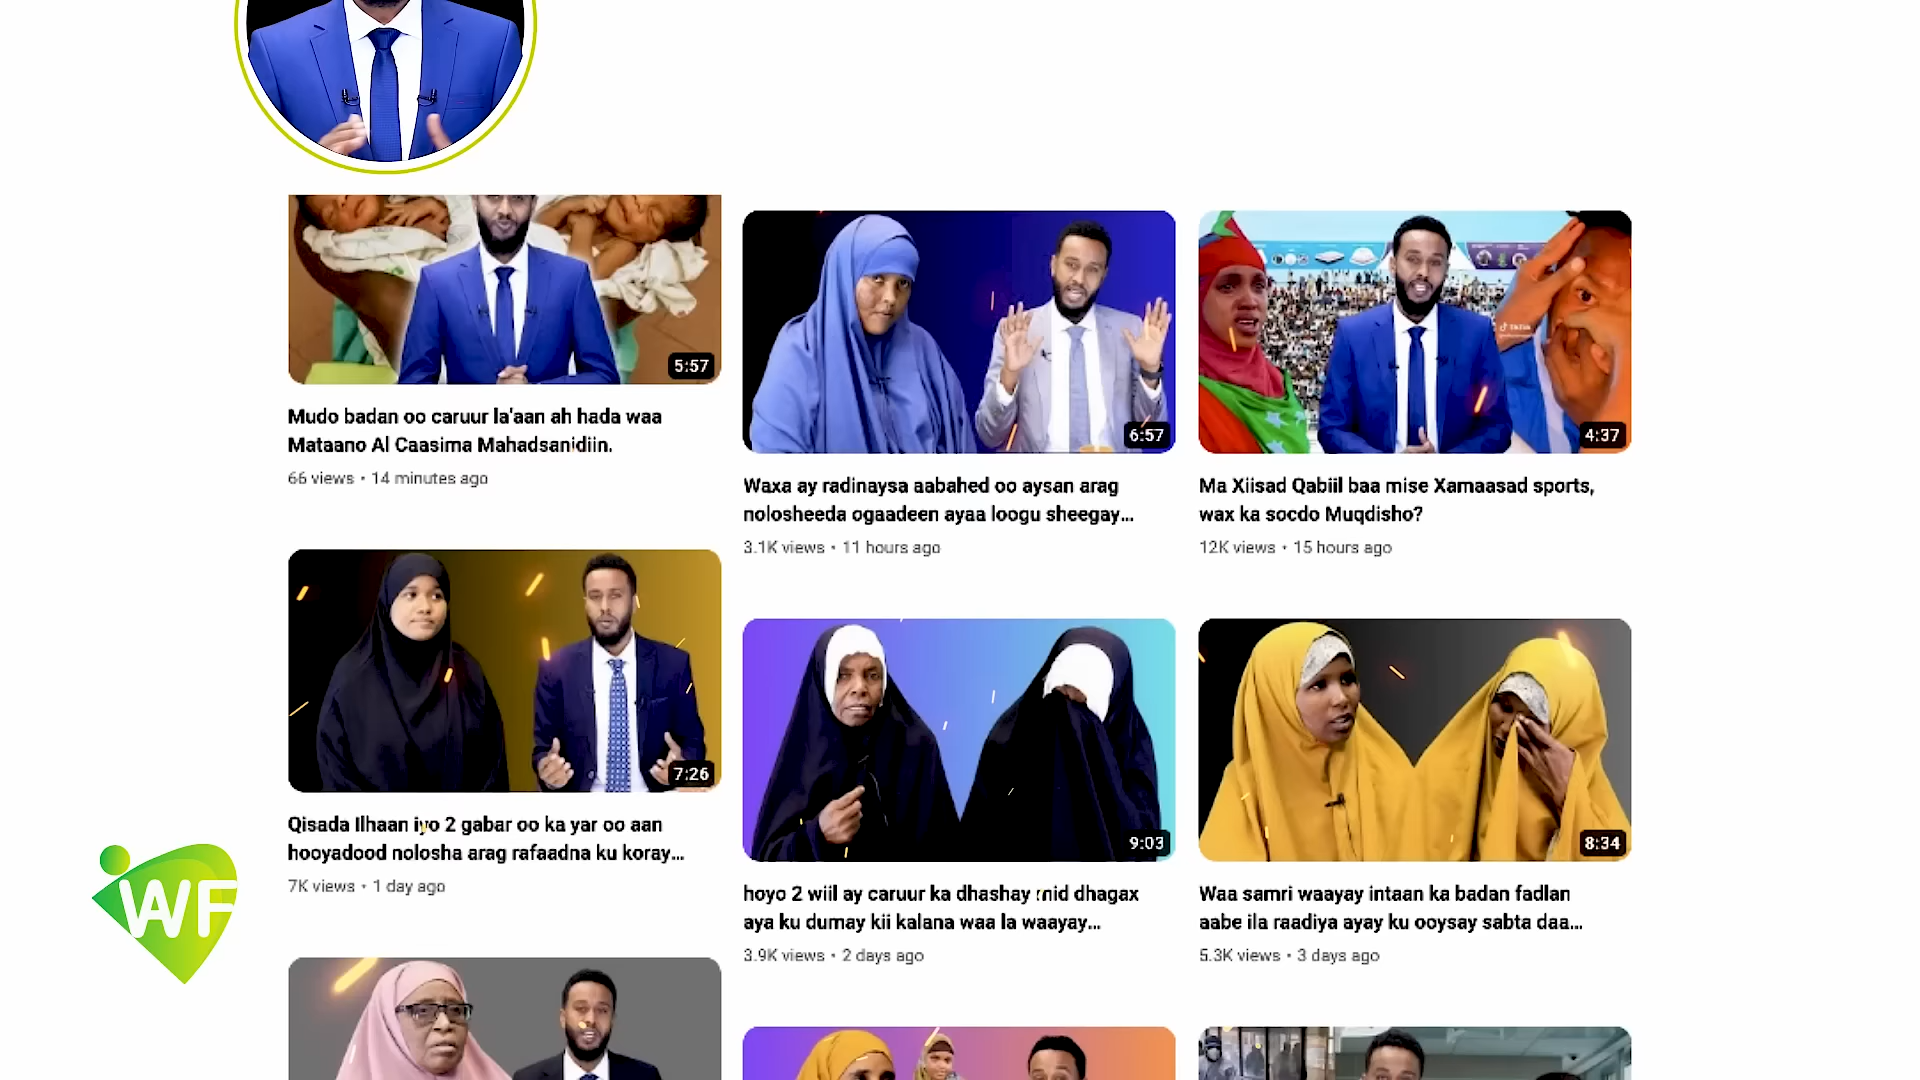 5:57
Mudo badan oo caruur la'aan ah hada waa
Mataano Al Caasima Mahadsanidiin.
66 views • 14 minutes ago
6:57
Waxa ay radinaysa aabahed oo aysan arag
nolosheeda ogaadeen ayaa loogu sheegay...
3.1K views • 11 hours ago
4:37
Ma Xiisad Qabiil baa mise Xamaasad sports,
wax ka socdo Muqdisho?
12K views • 15 hours ago
7:26
Qisada Ilhaan iyo 2 gabar oo ka yar oo aan
hooyadood nolosha arag rafaadna ku koray...
7K views • 1 day ago
9:03
hoyo 2 wiil ay caruur ka dhashay mid dhagax
aya ku dumay kii kalana waa la waayay...
3.9K views • 2 days ago
8:34
Waa samri waayay intaan ka badan fadlan
aabe ila raadiya ayay ku ooysay sabta daa...
5.3K views • 3 days ago
WF